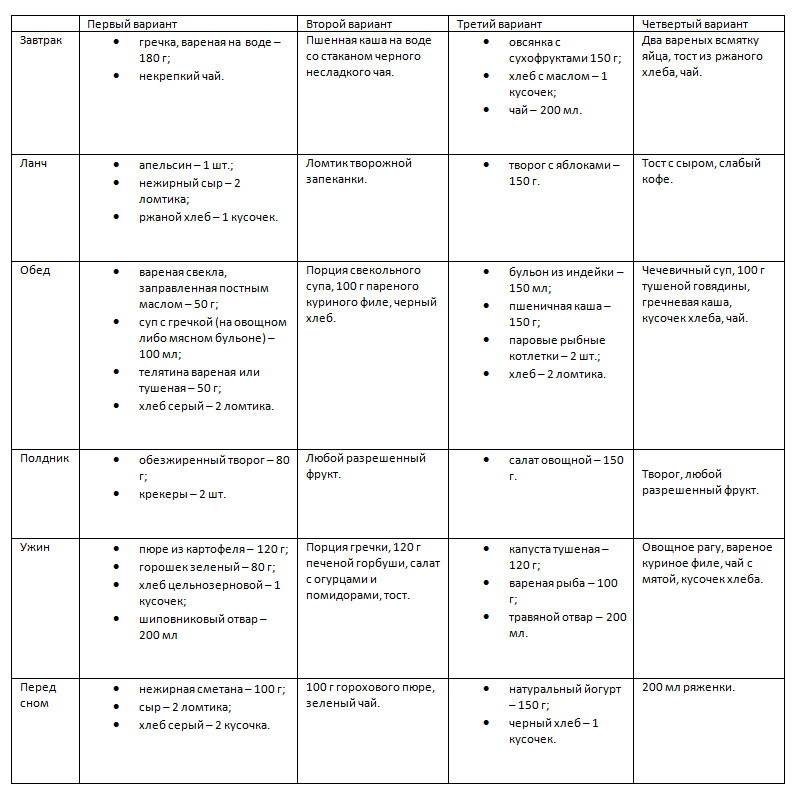 Первый вариант
Второй вариант
Третий вариант
Четвертый вариант
Завтрак
• гречка, вареная на воде –
180 г;
• некрепкий чай.
Пшенная каша на воде
со стаканом черного
несладкого чая.
• овсянка с
сухофруктами 150 г;
• хлеб с маслом – 1
кусочек;
• чай – 200 мл.
Два вареных всмятку
яйца, тост из ржаного
хлеба, чай.
Ланч
• апельсин – 1 шт.;
• нежирный сыр – 2
ломтика;
• ржаной хлеб – 1 кусочек.
Ломтик творожной
запеканки.
• творог с яблоками –
150 г.
Тост с сыром, слабый
кофе.
Обед
• вареная свекла,
заправленная постным
маслом – 50 г;
• суп с гречкой (на овощном
либо мясном бульоне) –
100 мл;
• телятина вареная или
тушеная – 50 г;
• хлеб серый – 2 ломтика.
Порция свекольного
супа, 100 г пареного
куриного филе, черный
хлеб.
• бульон из индейки –
150 мл;
• пшеничная каша –
150 г;
• паровые рыбные
котлетки – 2 шт.;
• хлеб – 2 ломтика.
Чечевичный суп, 100 г
тушеной говядины,
гречневая каша,
кусочек хлеба, чай.
Полдник
• обезжиренный творог – 80
г;
• крекеры – 2 шт.
Любой разрешенный
фрукт.
• салат овощной – 150
г.
Творог, любой
разрешенный фрукт.
Ужин
• пюре из картофеля – 120 г;
• горошек зеленый – 80 г;
• хлеб цельнозерновой – 1
кусочек;
• шиповниковый отвар –
200 мл
Порция гречки, 120 г
печеной горбуши, салат
с огурцами и
помидорами, тост.
• капуста тушеная –
120 г;
• вареная рыба – 100
г;
• травяной отвар – 200
мл.
Овощное рагу, вареное
куриное филе, чай с
мятой, кусочек хлеба.
Перед
сном
• нежирная сметана – 100 г;
• сыр – 2 ломтика;
• хлеб серый – 2 кусочка.
100 г горохового пюре,
зеленый чай.
• натуральный йогурт
– 150 г;
• черный хлеб – 1
кусочек.
200 мл ряженки.